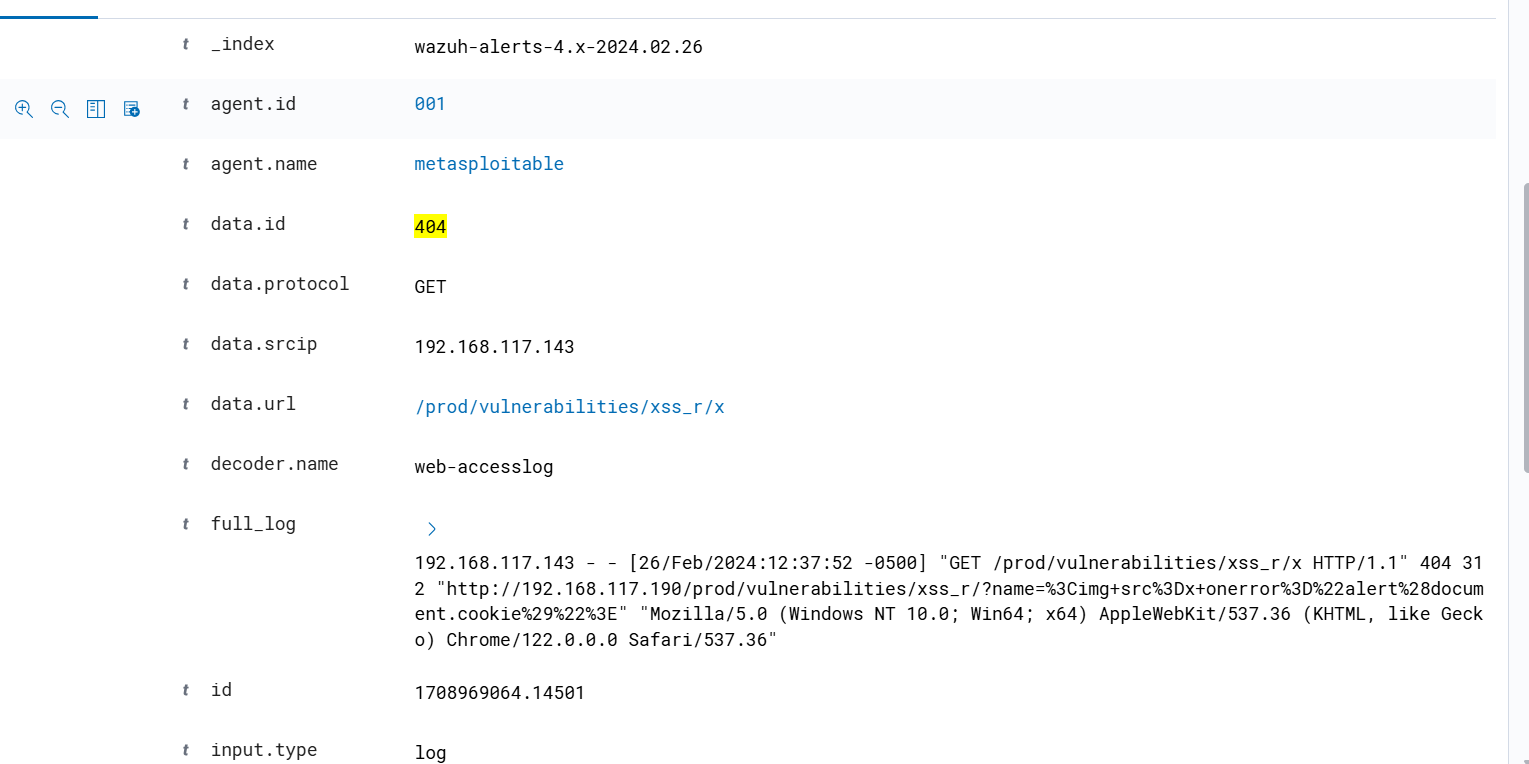 t _index wazuh-alerts-4.x-2024.02.26
t agent.id 001
t agent.name metasploitable
t data.id 404
t data.protocol GET
t data.srcip 192.168.117.143
t data.url /prod/vulnerabilities/xss_r/x
t decoder.name web-accesslog
t full_log
192.168.117.143 - - [26/Feb/2024:12:37:52 -0500] "GET /prod/vulnerabilities/xss_r/x HTTP/1.1" 404 31
2 "http://192.168.117.190/prod/vulnerabilities/xss_r/?name=%3Cimg+src%3Dx+onerror%3D%22alert%28docum
ent.cookie%29%22%3E" "Mozilla/5.0 (Windows NT 10.0; Win64; x64) AppleWebKit/537.36 (KHTML, like Geck
o) Chrome/122.0.0.0 Safari/537.36"
t id 1708969064.14501
t input.type log